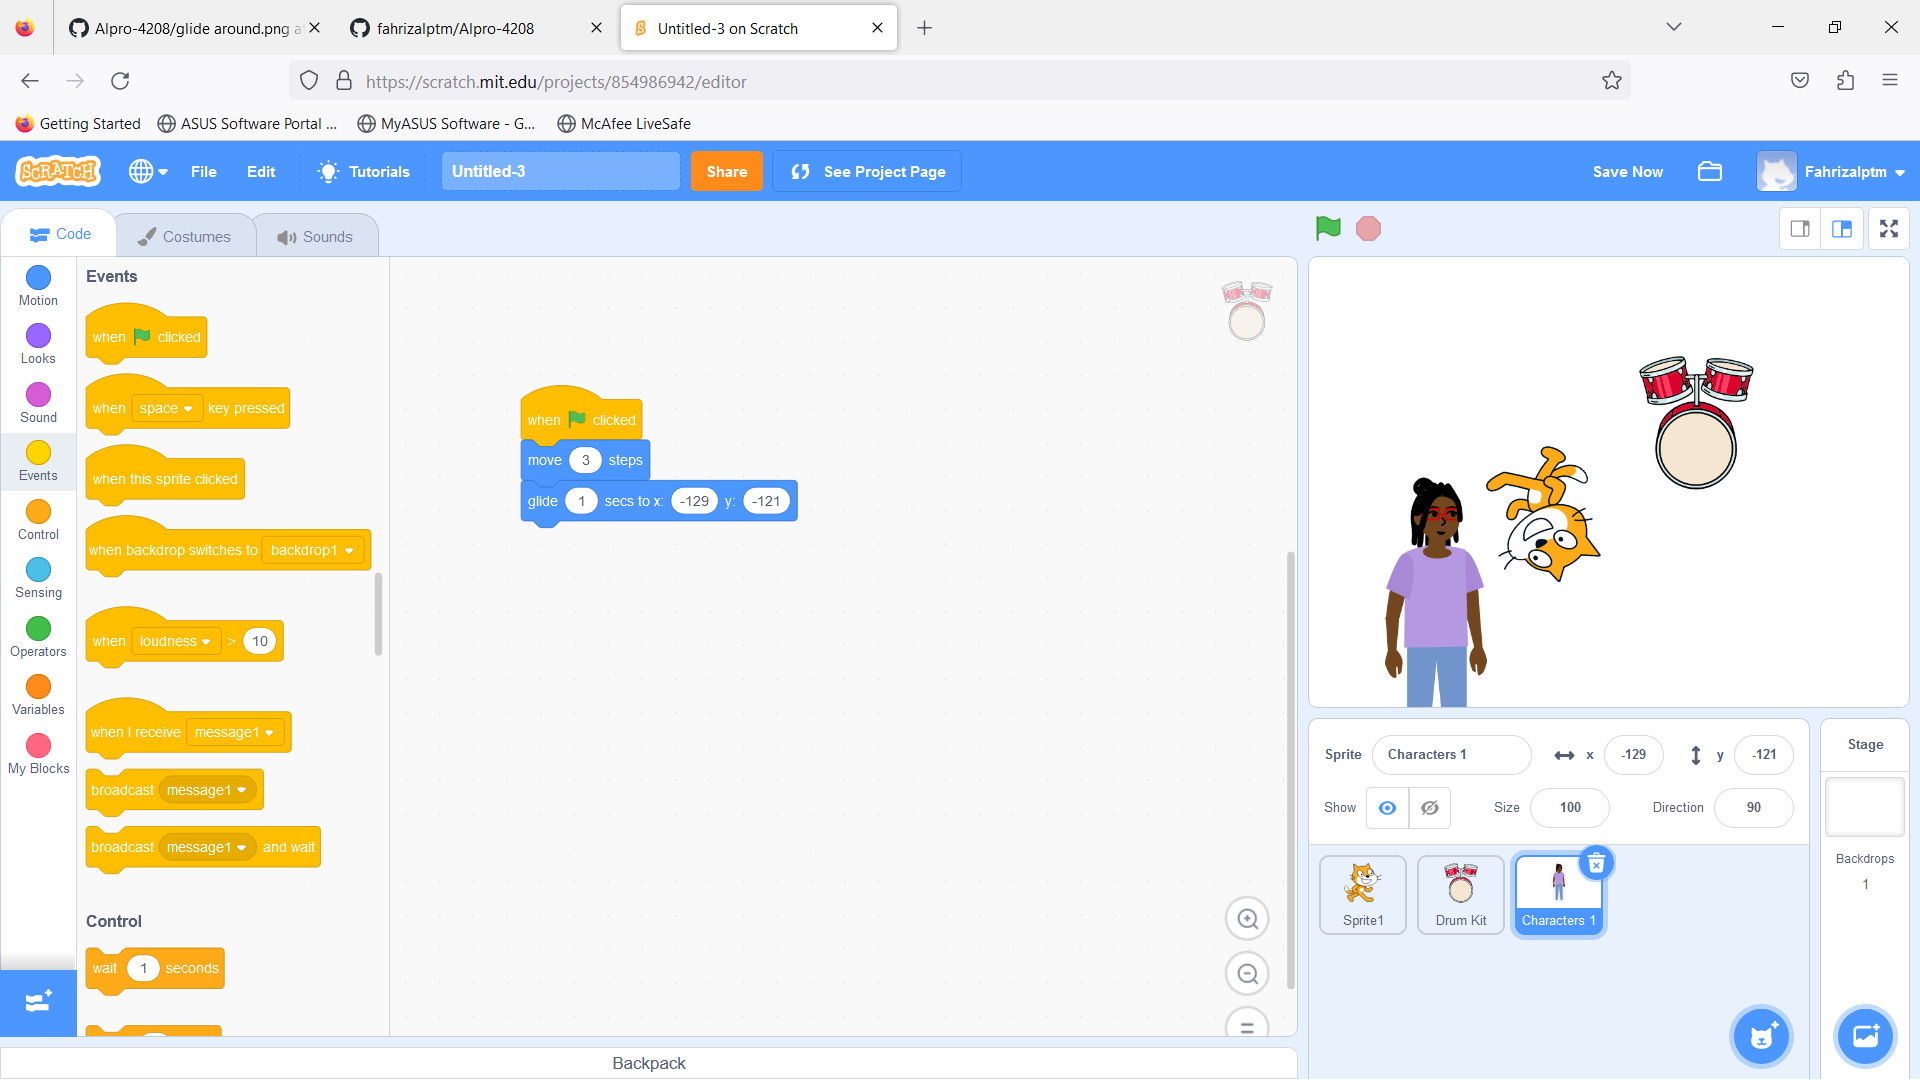 Alpro-4208/glide around.png a
fahrizalptm/Alpro-4208
Untitled-3 on Scratch
https://scratch.mit.edu/projects/854986942/editor
Getting Started
ASUS Software Portal ...
MyASUS Software - G...
McAfee LiveSafe
SCRATCH
File
Edit
Tutorials
Untitled-3
Share
See Project Page
Save Now
Fahrizalptm
Code
Costumes
Sounds
Motion
Looks
Sound
Events
Control
Sensing
Operators
Variables
My Blocks
Events
when clicked
when space key pressed
when this sprite clicked
when backdrop switches to backdrop1
when loudness > 10
when I receive message1
broadcast message1
broadcast message1 and wait
Control
wait 1 seconds
when clicked
move 3 steps
glide 1 secs to x: -129 y: -121
Sprite Characters 1 x -129 y -121
Show Size 100 Direction 90
Sprite1
Drum Kit
Characters 1
Stage
Backdrops
1
Backpack